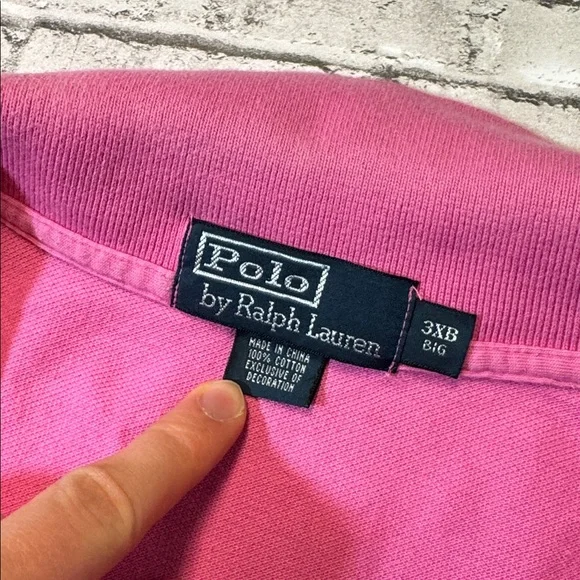 Polo
by Ralph Lauren
3XB
BIG
MADE IN CHINA
100% COTTON
EXCLUSIVE OF
DECORATION